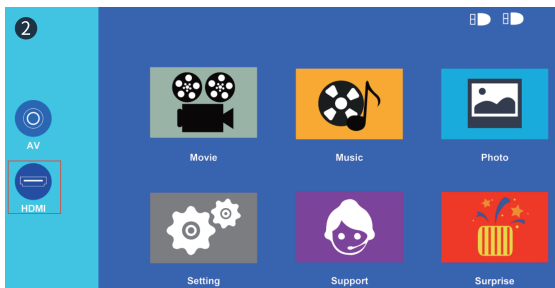 2
AV
HDMI
Movie
Music
Photo
Setting
Support
Surprise